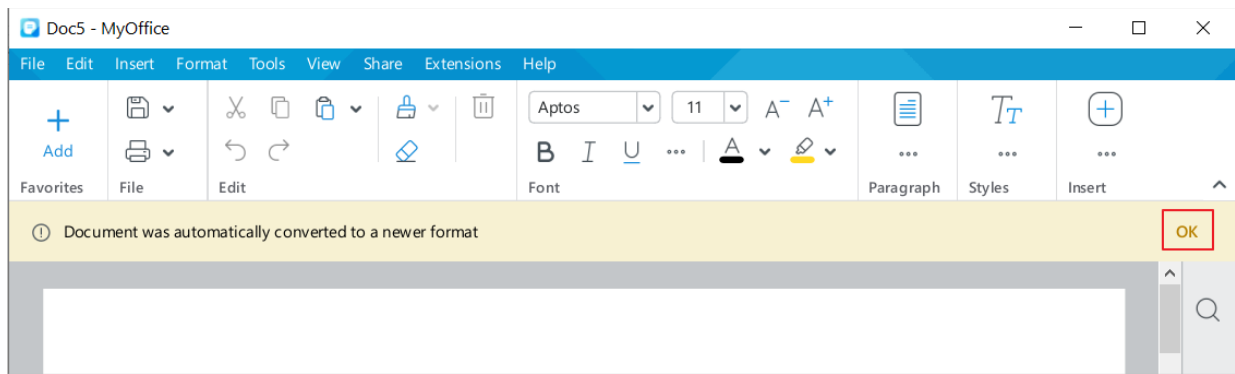 Doc5 - MyOffice
File Edit Insert Format Tools View Share Extensions Help
Aptos 11 A⁻ A⁺
Add B I U A
Favorites File Edit Font Paragraph Styles Insert
Document was automatically converted to a newer format OK